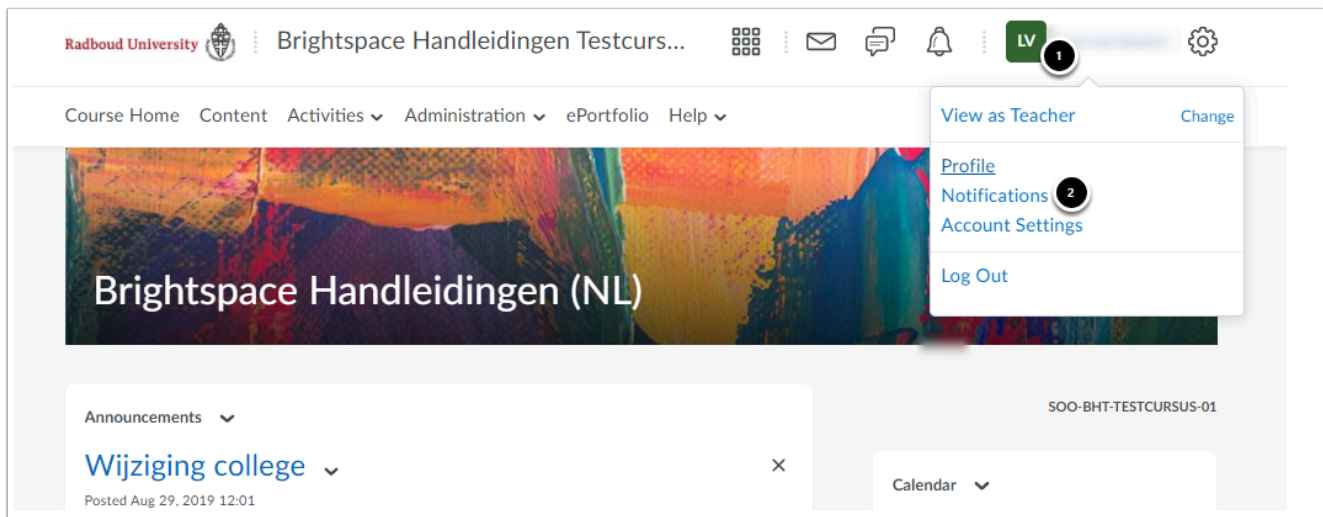 Radboud University
Brightspace Handleidingen Testcurs...
LV
1
Course Home Content Activities Administration ePortfolio Help
View as Teacher Change
Profile
Notifications 2
Account Settings
Log Out
Brightspace Handleidingen (NL)
Announcements
SOO-BHT-TESTCURSUS-01
Wijziging college
Posted Aug 29, 2019 12:01
Calendar